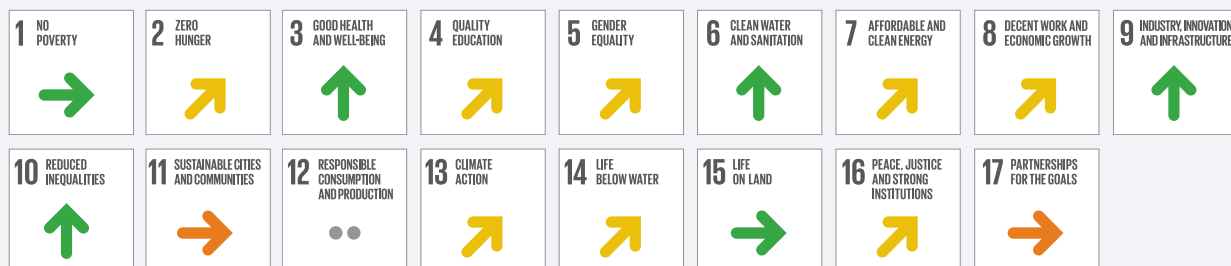 1 NO
POVERTY
2 ZERO
HUNGER
3 GOOD HEALTH
AND WELL-BEING
4 QUALITY
EDUCATION
5 GENDER
EQUALITY
6 CLEAN WATER
AND SANITATION
7 AFFORDABLE AND
CLEAN ENERGY
8 DECENT WORK AND
ECONOMIC GROWTH
9 INDUSTRY, INNOVATION
AND INFRASTRUCTURE
10 REDUCED
INEQUALITIES
11 SUSTAINABLE CITIES
AND COMMUNITIES
12 RESPONSIBLE
CONSUMPTION
AND PRODUCTION
13 CLIMATE
ACTION
14 LIFE
BELOW WATER
15 LIFE
ON LAND
16 PEACE, JUSTICE
AND STRONG
INSTITUTIONS
17 PARTNERSHIPS
FOR THE GOALS